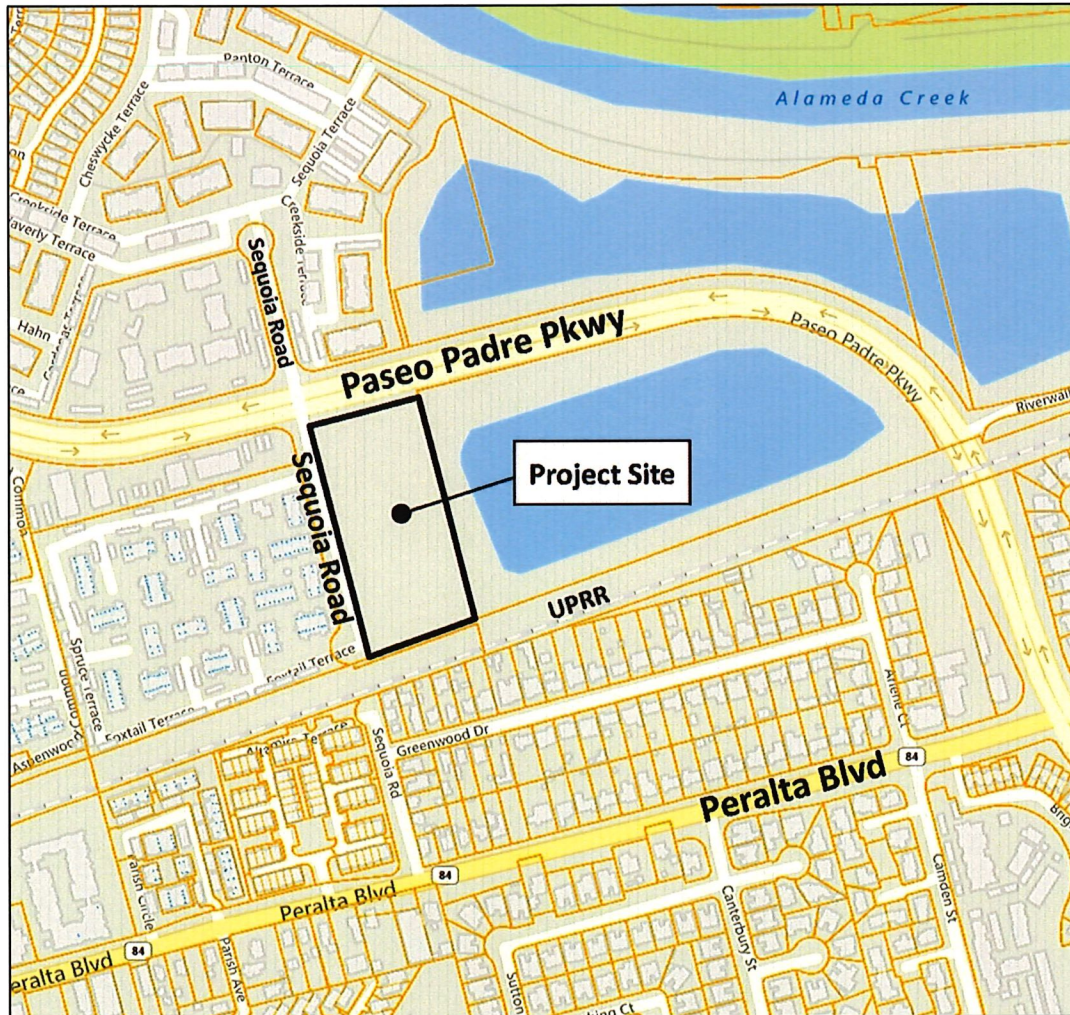 Panton Terrace
Alameda Creek
Cheswycke Terrace
Sequoia Terrace
Creekside Terrace
Waverly Terrace
Creekside Terrace
Sequoia Road
Hahn
Paseo Padre Pkwy
Paseo Padre Pkwy
Riverwalk
Project Site
Sequoia Road
Common
UPRR
Spruce Terrace
Common
Foxtail Terrace
Foxtail Terrace
Aspenwood
Altamira Terrace
Greenwood Dr
Sequoia Rd
Arlene Ct
84
Peralta Blvd
84
Peralta Blvd
84
Peralta Blvd
Parish Circle
Parish Ave
Canterbury St
Camden St
Sutton
king Ct